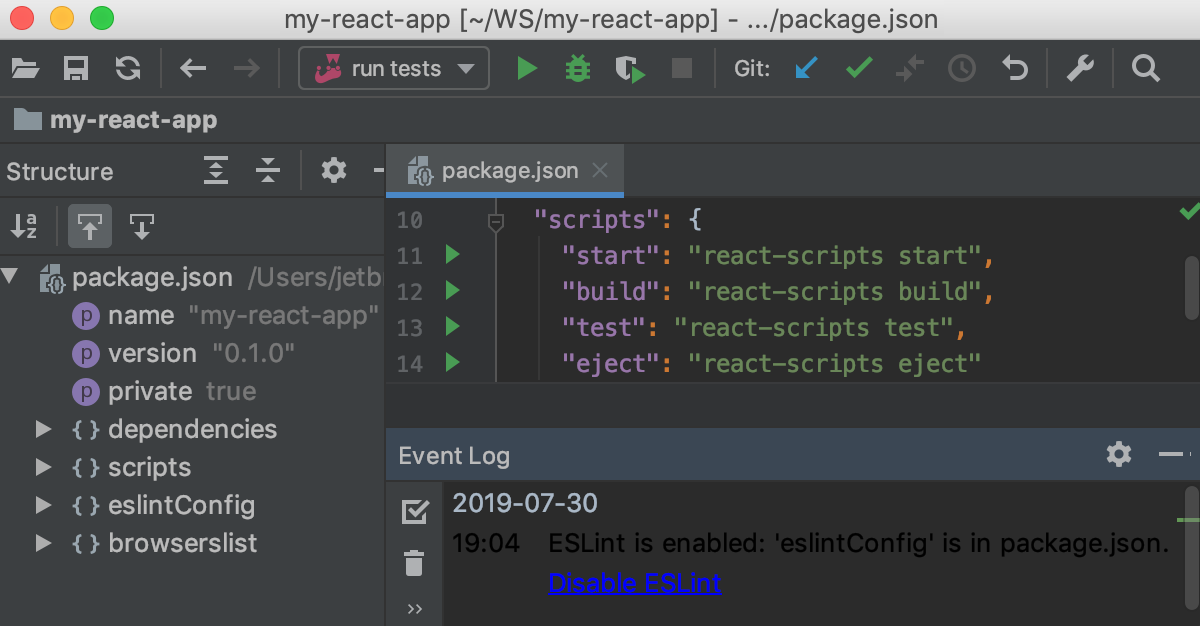 my-react-app [~/WS/my-react-app] - .../package.json
run tests
Git:
my-react-app
Structure
package.json
package.json /Users/jetb
name "my-react-app"
version "0.1.0"
private true
dependencies
scripts
eslintConfig
browserslist
10 "scripts": {
11 "start": "react-scripts start",
12 "build": "react-scripts build",
13 "test": "react-scripts test",
14 "eject": "react-scripts eject"
Event Log
2019-07-30
19:04 ESLint is enabled: 'eslintConfig' is in package.json.
Disable ESLint